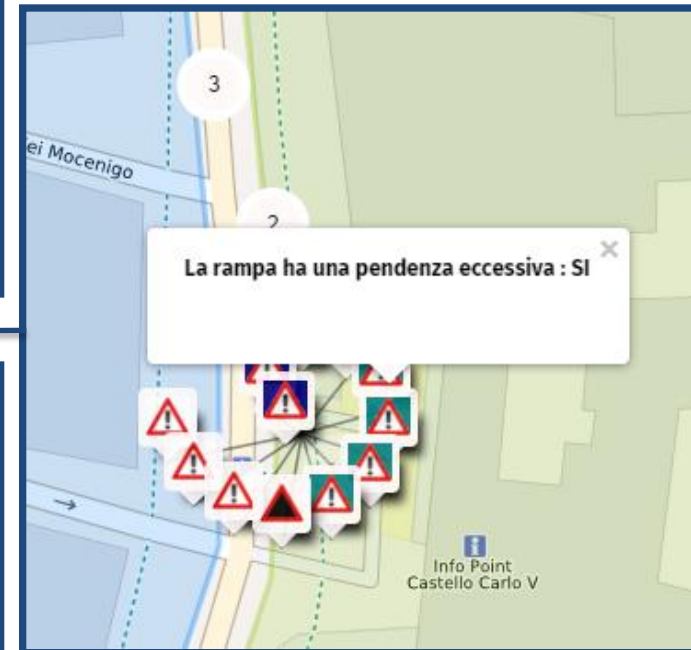 3
ei Mocenigo
2
La rampa ha una pendenza eccessiva : SI
×
→
Info Point
Castello Carlo V